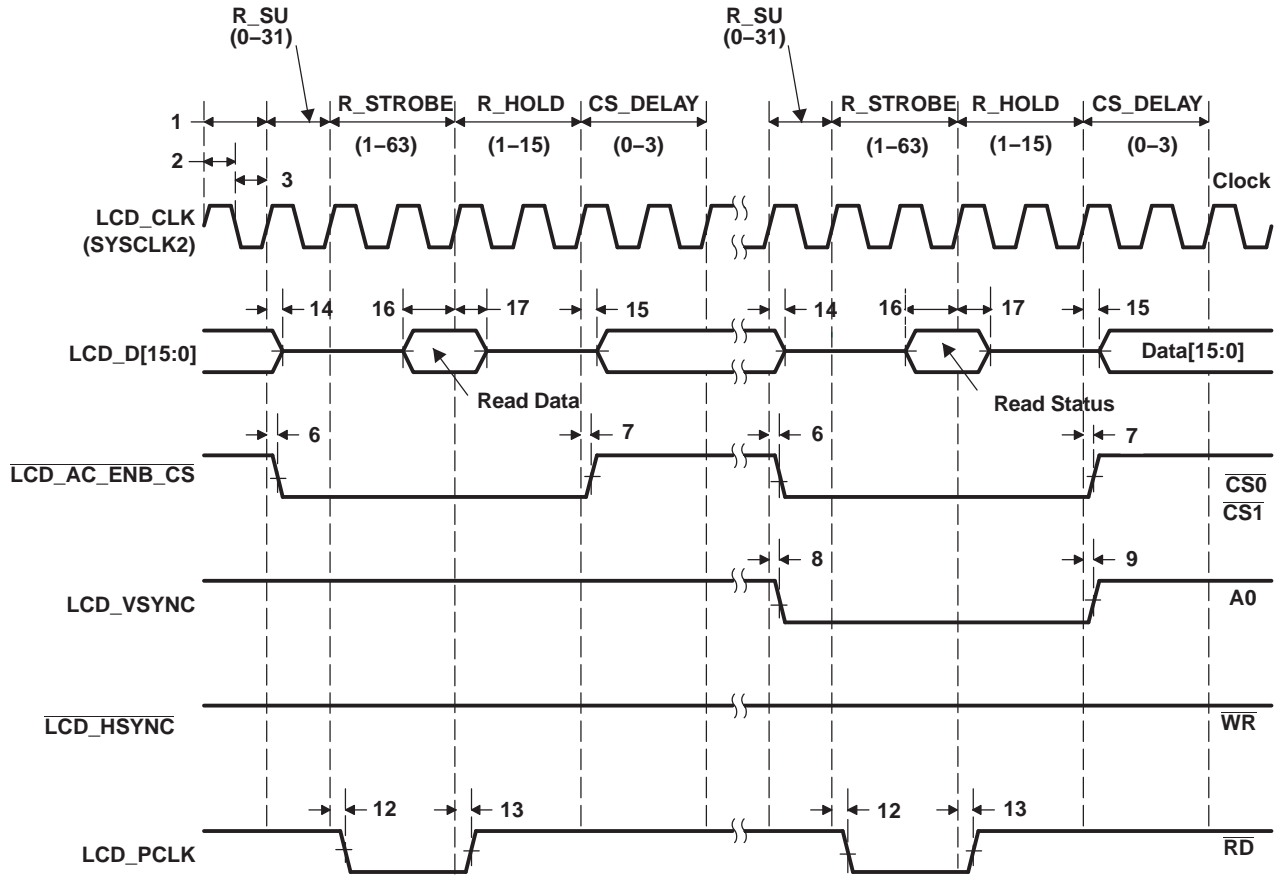 R_SU
(0–31)
R_SU
(0–31)
R_STROBE R_HOLD CS_DELAY
R_STROBE R_HOLD CS_DELAY
1
(1–63) (1–15) (0–3)
(1–63) (1–15) (0–3)
2
3
Clock
LCD_CLK
(SYSCLK2)
14 16 17 15
14 16 17 15
LCD_D[15:0]
Data[15:0]
Read Data
Read Status
6 7
6 7
LCD_AC_ENB_CS
CS0
CS1
8 9
LCD_VSYNC
A0
LCD_HSYNC
WR
12 13
12 13
LCD_PCLK
RD